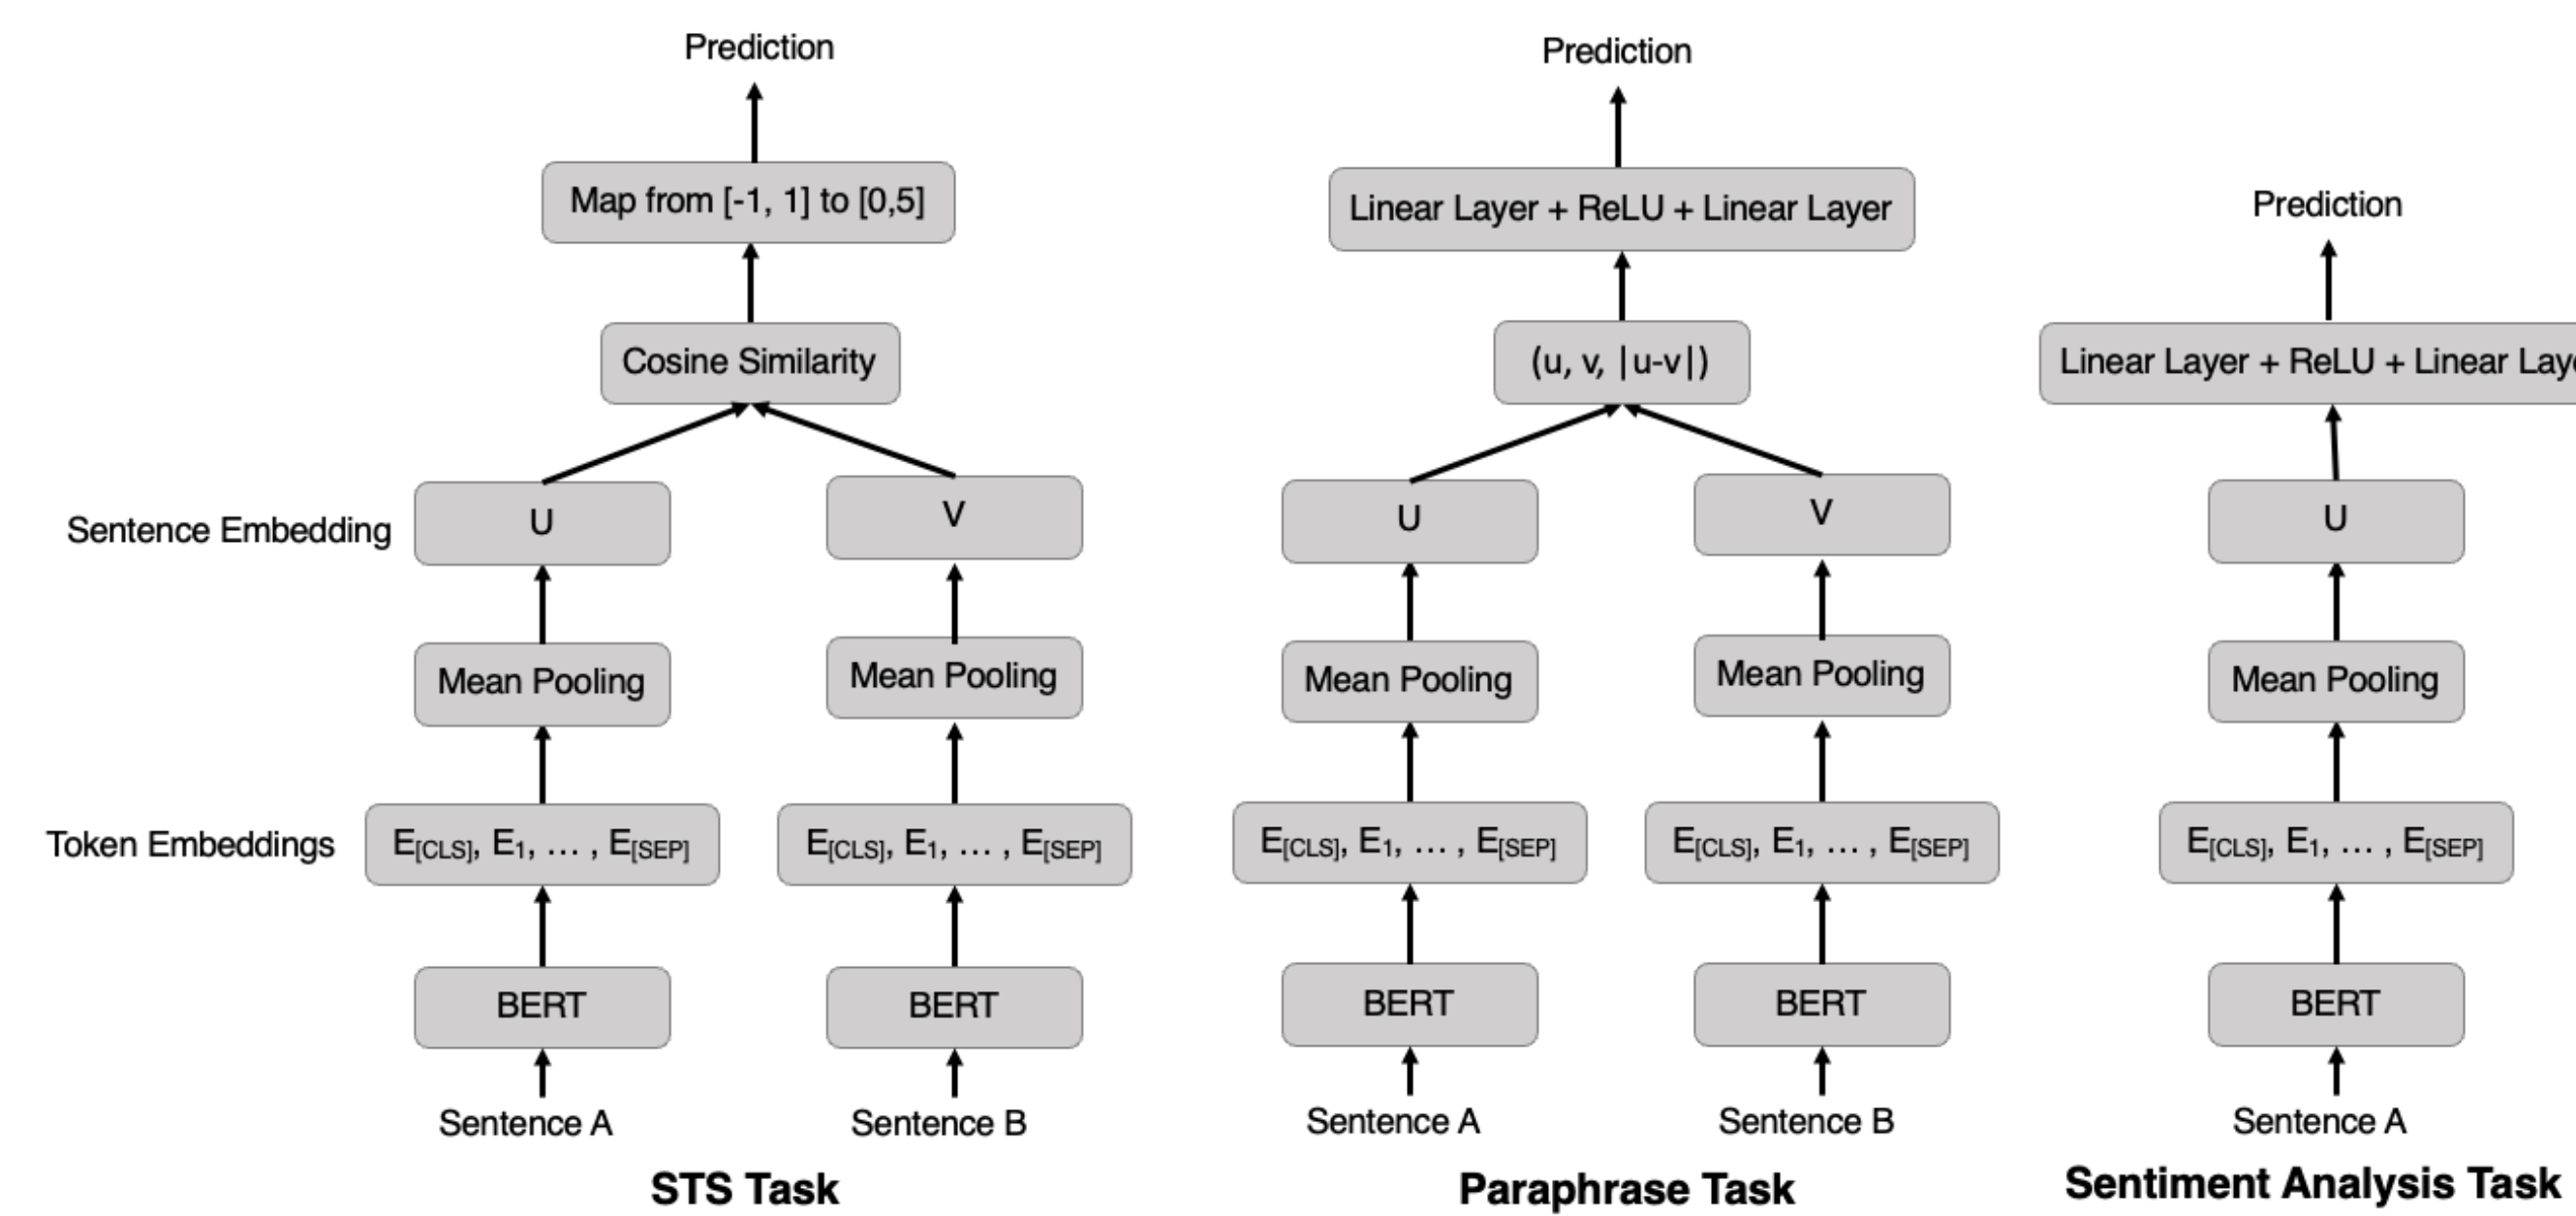 Prediction
Map from [-1, 1] to [0,5]
Cosine Similarity
Sentence Embedding
U
V
Mean Pooling
Mean Pooling
Token Embeddings
E[CLS], E1, … , E[SEP]
E[CLS], E1, … , E[SEP]
BERT
BERT
Sentence A
Sentence B
STS Task
Prediction
Linear Layer + ReLU + Linear Layer
(u, v, |u-v|)
U
V
Mean Pooling
Mean Pooling
E[CLS], E1, … , E[SEP]
E[CLS], E1, … , E[SEP]
BERT
BERT
Sentence A
Sentence B
Paraphrase Task
Prediction
Linear Layer + ReLU + Linear Laye
U
Mean Pooling
E[CLS], E1, … , E[SEP]
BERT
Sentence A
Sentiment Analysis Task